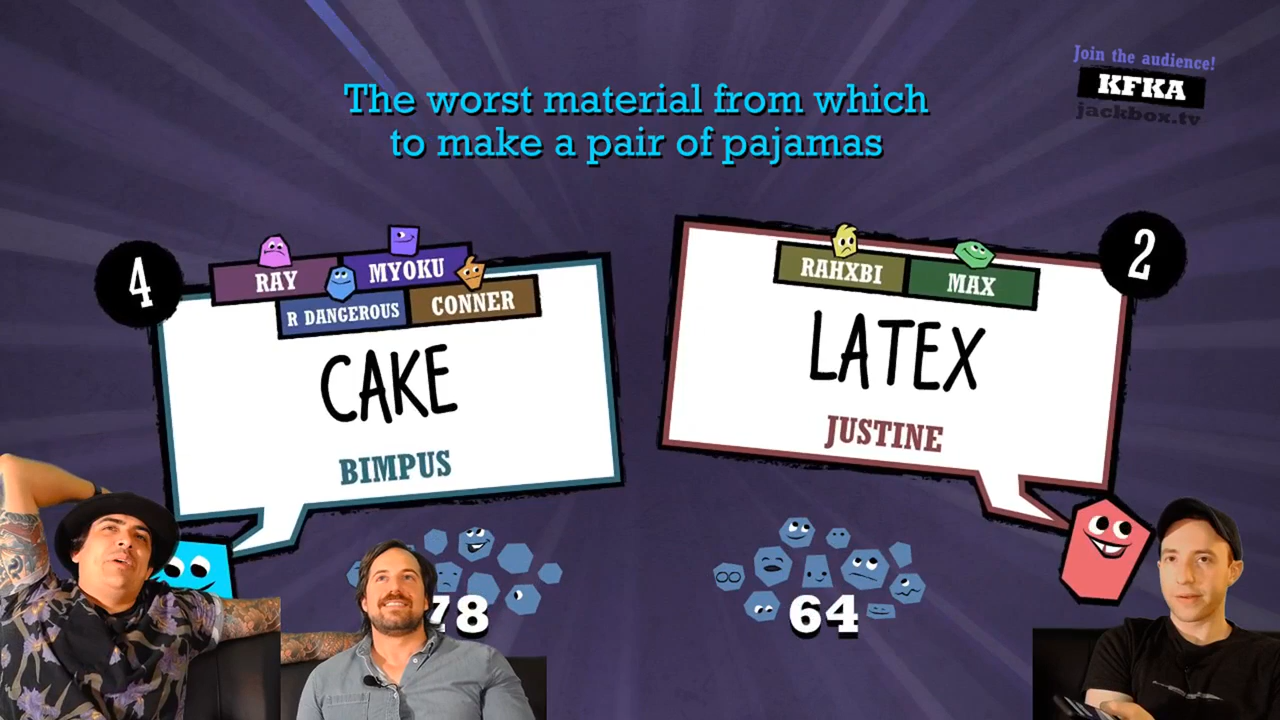 Join the audience!
KFKA
jackbox.tv
The worst material from which
to make a pair of pajamas
4
RAY
MYOKU
R DANGEROUS
CONNER
CAKE
BIMPUS
78
2
RAHXBI
MAX
LATEX
JUSTINE
64